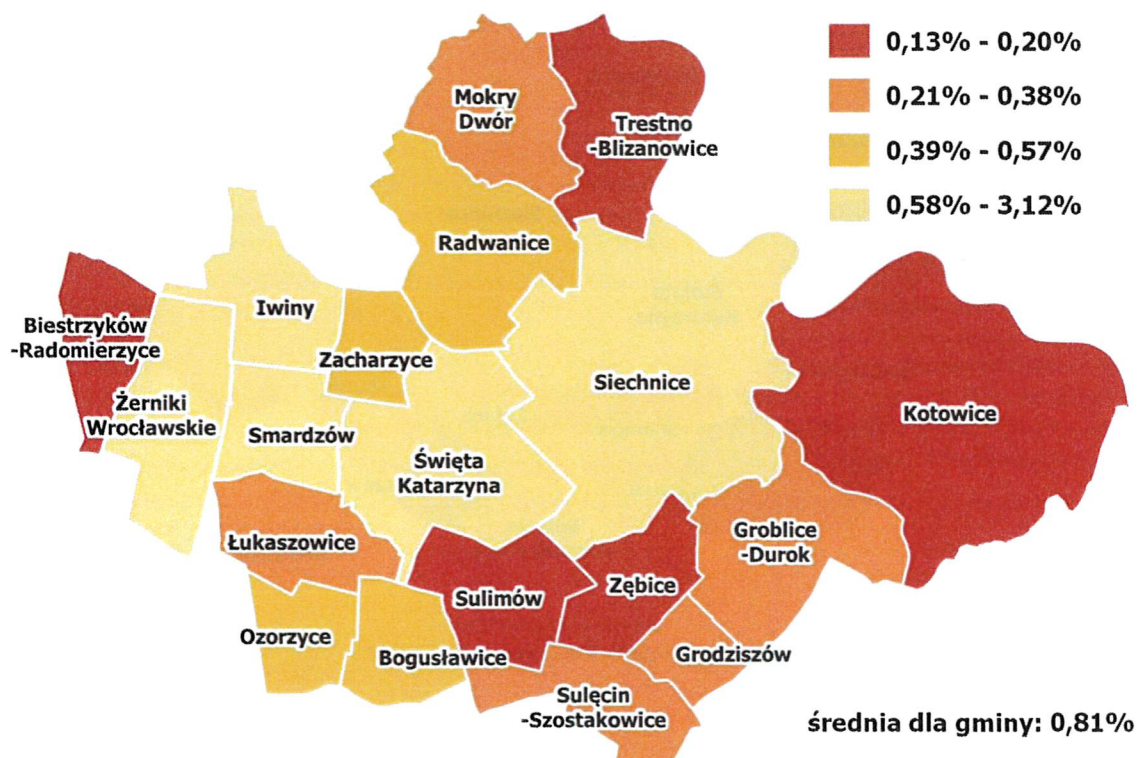 0,13% - 0,20%
0,21% - 0,38%
0,39% - 0,57%
0,58% - 3,12%
Mokry
Dwór
Trestno
-Blizanowice
Radwanice
Iwiny
Biestrzyków
-Radomierzyce
Zacharzyce
Siechnice
Kotowice
Żerniki
Wrocławskie
Smardzów
Święta
Katarzyna
Łukaszowice
Groblice
-Durok
Sulimów
Zębice
Ozorzyce
Bogusławice
Grodziszów
Sulęcin
-Szostakowice
średnia dla gminy: 0,81%